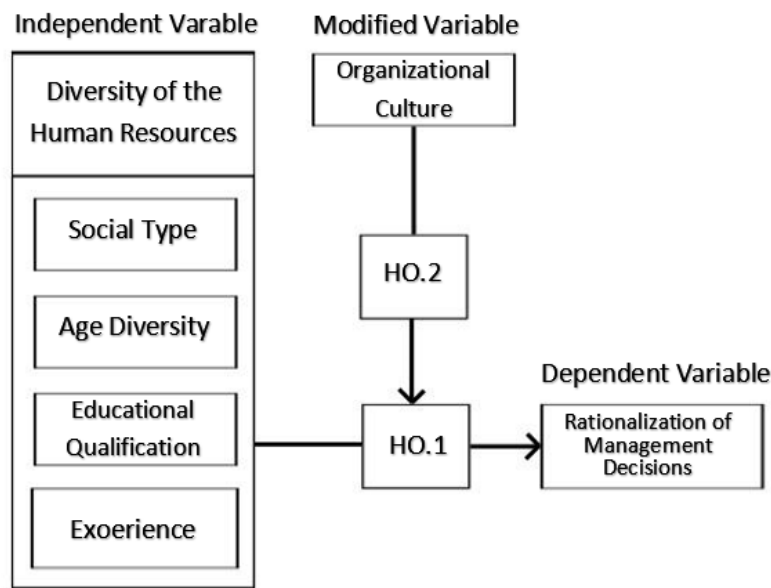 Independent Varable
Diversity of the
Human Resources
Social Type
Age Diversity
Educational
Qualification
Exoerience
Modified Variable
Organizational
Culture
HO.2
HO.1
Dependent Variable
Rationalization of
Management
Decisions